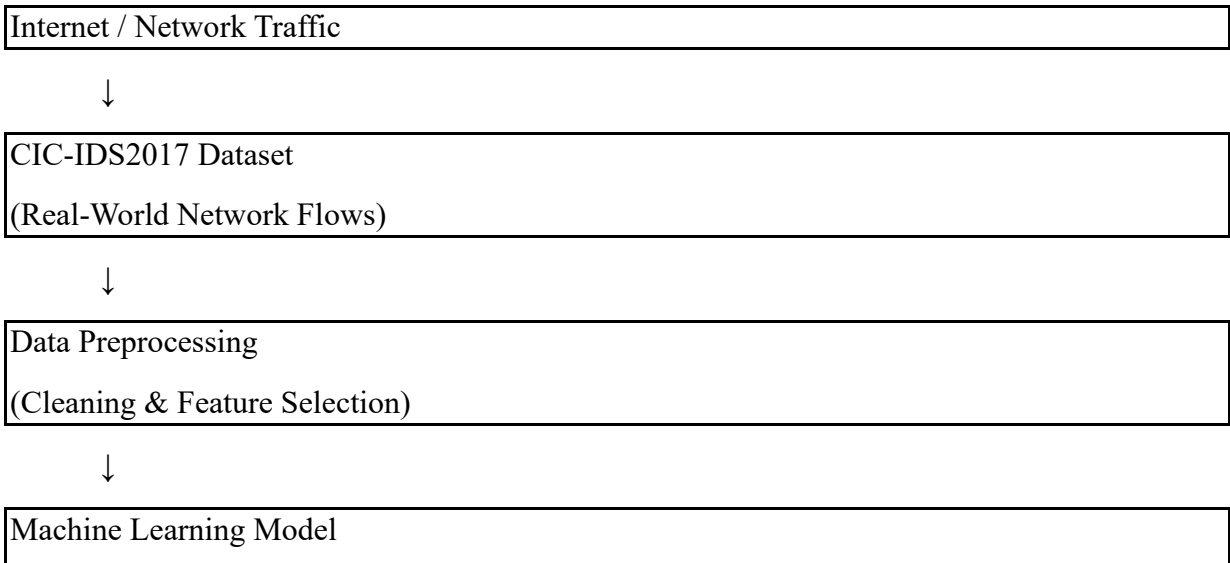 Internet / Network Traffic
↓
CIC-IDS2017 Dataset
(Real-World Network Flows)
↓
Data Preprocessing
(Cleaning & Feature Selection)
↓
Machine Learning Model